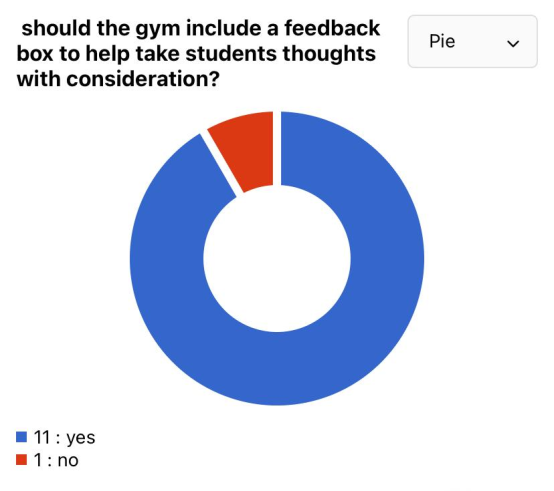 should the gym include a feedback
box to help take students thoughts
with consideration?
Pie
11 : yes
1 : no